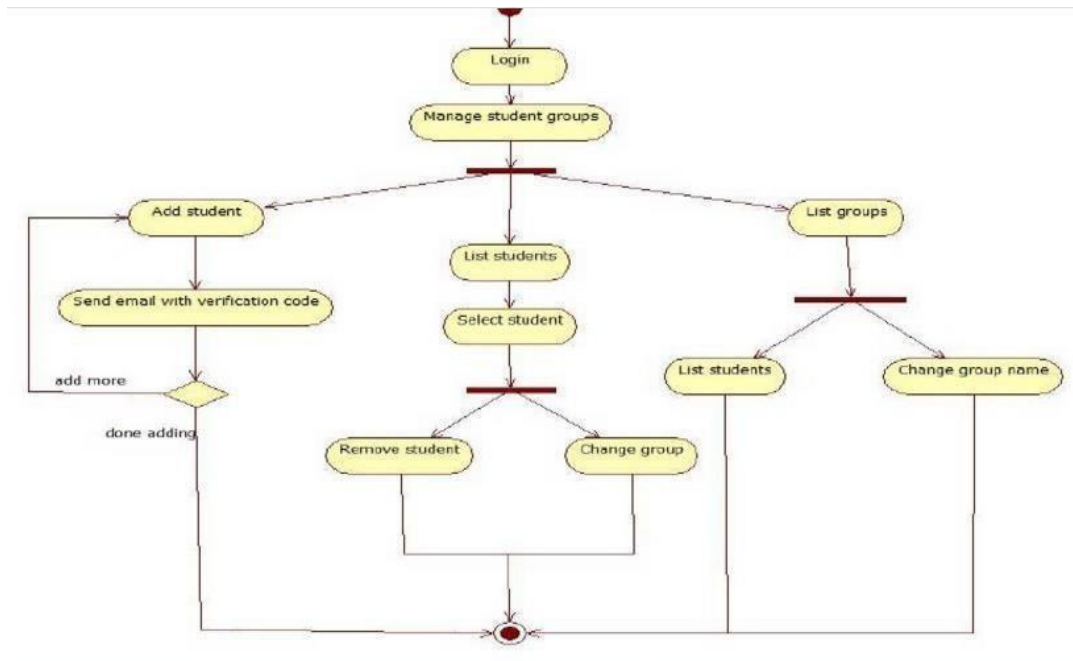 Login
Manage student groups
Add student
List groups
List students
Send email with verification code
Select student
List students
Change group name
add more
done adding
Remove student
Change group